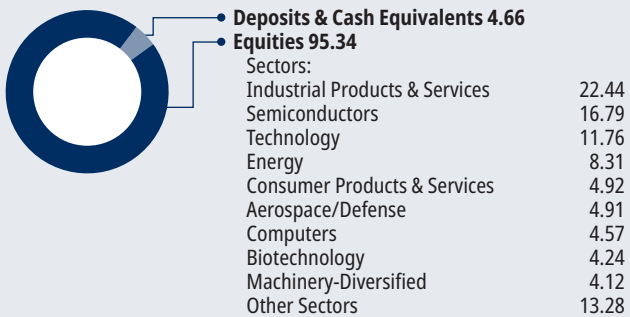 Deposits & Cash Equivalents 4.66
Equities 95.34
Sectors:
Industrial Products & Services 22.44
Semiconductors 16.79
Technology 11.76
Energy 8.31
Consumer Products & Services 4.92
Aerospace/Defense 4.91
Computers 4.57
Biotechnology 4.24
Machinery-Diversified 4.12
Other Sectors 13.28